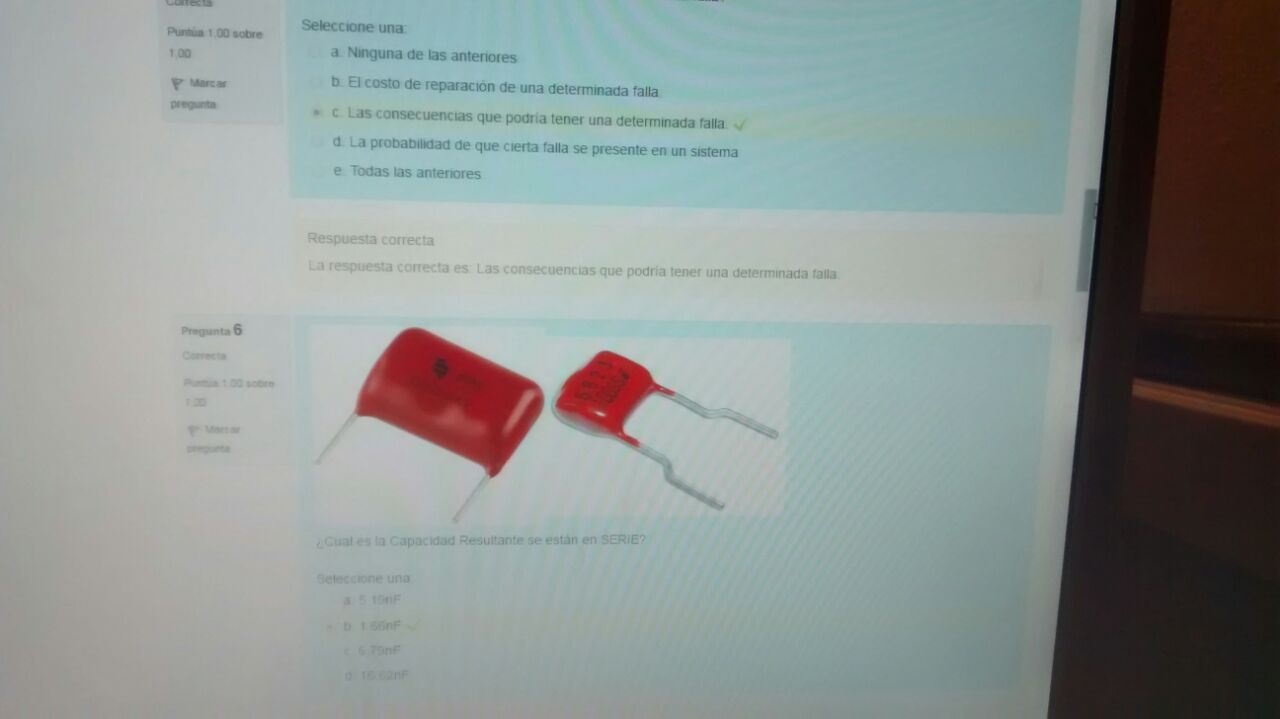 Correcta
Puntúa 1,00 sobre
1,00
Marcar
pregunta
Seleccione una:
a. Ninguna de las anteriores
b. El costo de reparación de una determinada falla
c. Las consecuencias que podría tener una determinada falla.
d. La probabilidad de que cierta falla se presente en un sistema
e. Todas las anteriores
Respuesta correcta
La respuesta correcta es: Las consecuencias que podría tener una determinada falla.
Pregunta 6
Correcta
Puntúa 1,00 sobre
1,00
Marcar
pregunta
682J
¿Cual es la Capacidad Resultante se están en SERIE?
Seleccione una:
a. 5.19nF
b. 1.66nF
c. 6.79nF
d. 16.62nF